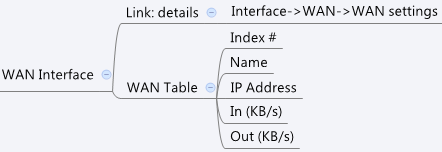 Link: details
Interface->WAN->WAN settings
WAN Interface
WAN Table
Index #
Name
IP Address
In (KB/s)
Out (KB/s)